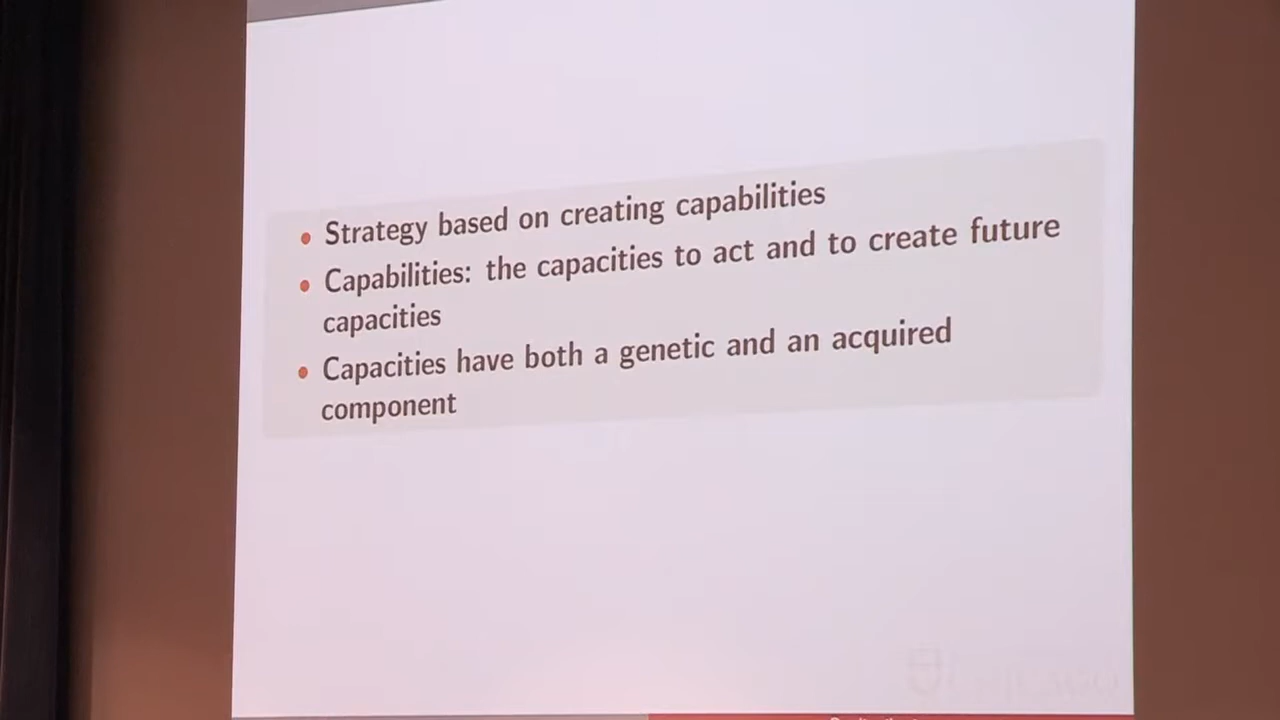 Strategy based on creating capabilities
Capabilities: the capacities to act and to create future
capacities
Capacities have both a genetic and an acquired
component